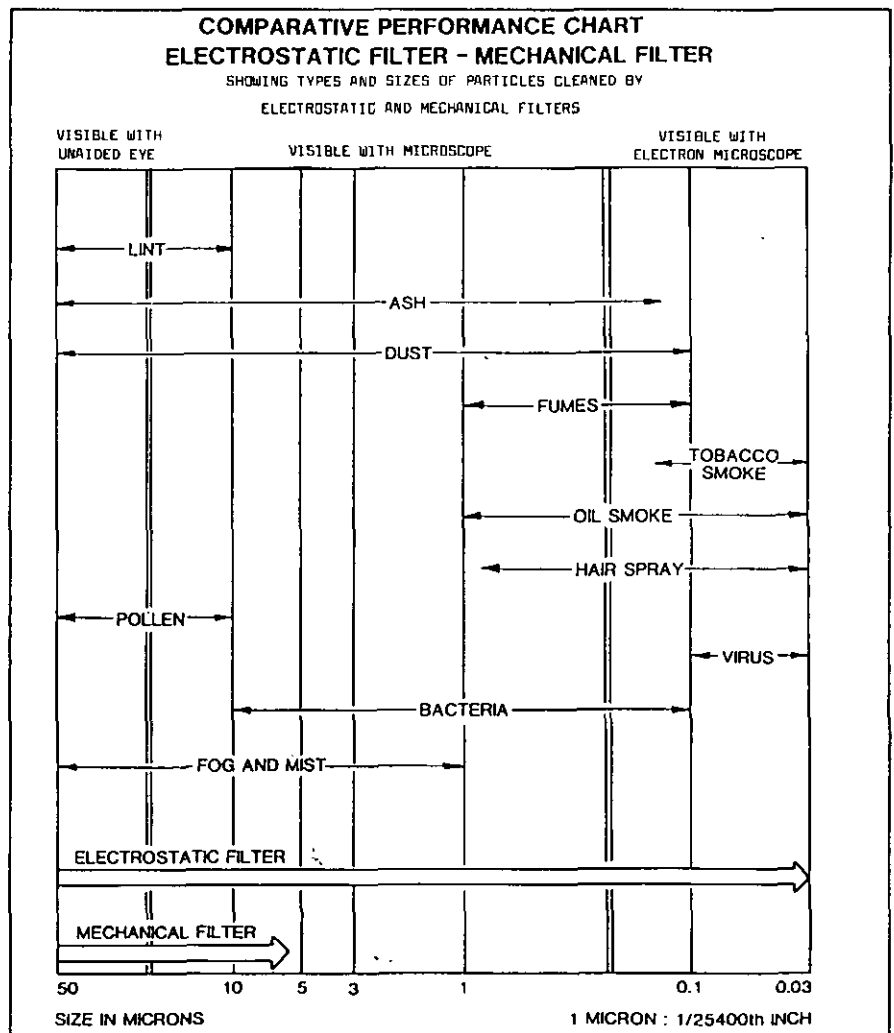 COMPARATIVE PERFORMANCE CHART
ELECTROSTATIC FILTER - MECHANICAL FILTER
SHOWING TYPES AND SIZES OF PARTICLES CLEANED BY
ELECTROSTATIC AND MECHANICAL FILTERS
VISIBLE WITH
UNAIDED EYE
VISIBLE WITH MICROSCOPE
VISIBLE WITH
ELECTRON MICROSCOPE
LINT
ASH
DUST
FUMES
TOBACCO
SMOKE
OIL SMOKE
HAIR SPRAY
POLLEN
VIRUS
BACTERIA
FOG AND MIST
ELECTROSTATIC FILTER
MECHANICAL FILTER
50 10 5 3 1 0.1 0.03
SIZE IN MICRONS
1 MICRON : 1/25400th INCH